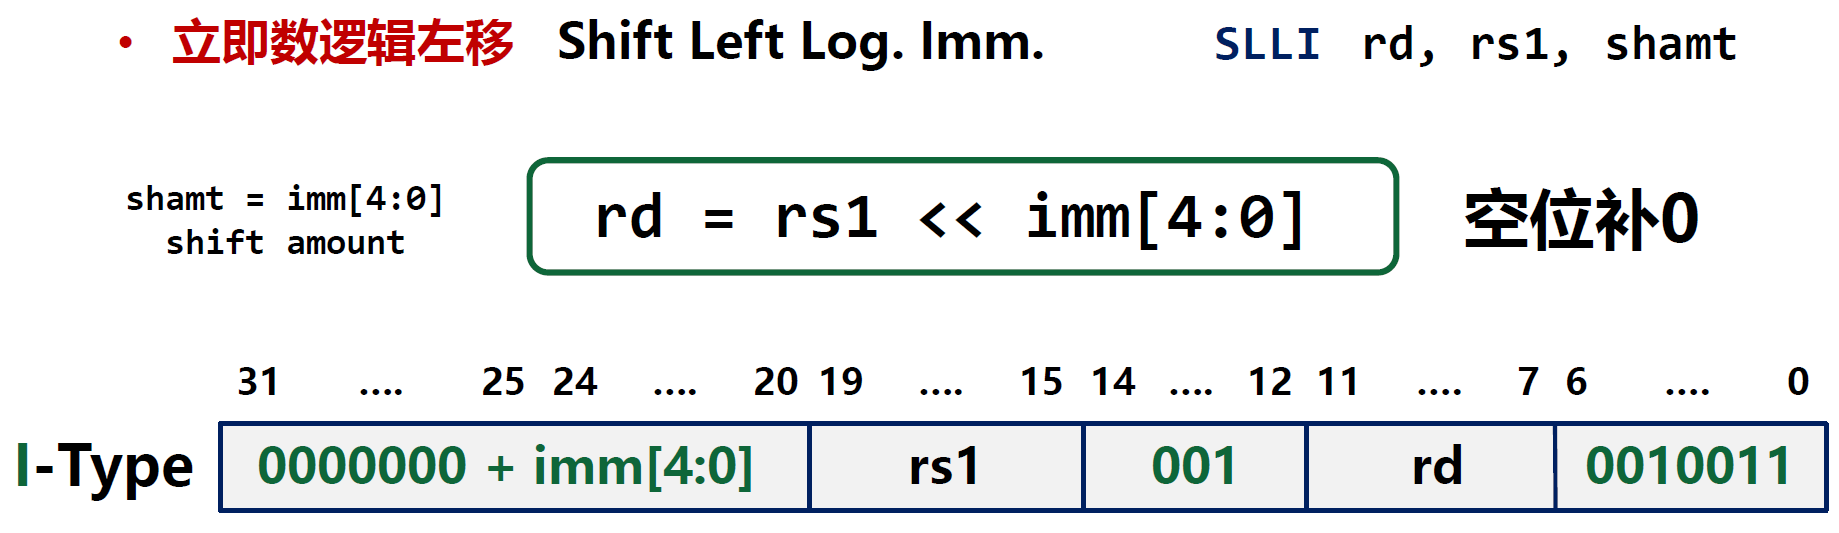 • 立即数逻辑左移 Shift Left Log. Imm. SLLI rd, rs1, shamt
shamt = imm[4:0]
shift amount
rd = rs1 << imm[4:0]
空位补0
31 .... 25 24 .... 20 19 .... 15 14 .... 12 11 .... 7 6 .... 0
I-Type 0000000 + imm[4:0] rs1 001 rd 0010011